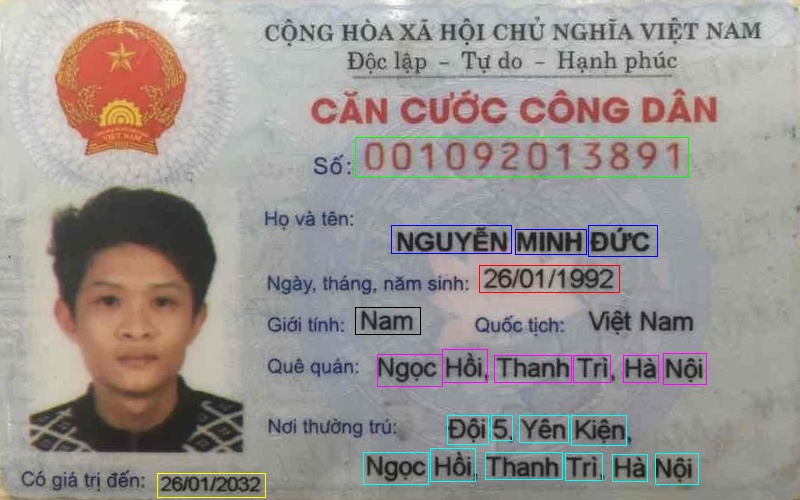 CỘNG HÒA XÃ HỘI CHỦ NGHĨA VIỆT NAM
Độc lập - Tự do - Hạnh phúc
CĂN CƯỚC CÔNG DÂN
Số: 001092013891
Họ và tên:
NGUYỄN MINH ĐỨC
Ngày, tháng, năm sinh: 26/01/1992
Giới tính: Nam Quốc tịch: Việt Nam
Quê quán: Ngọc Hồi, Thanh Trì, Hà Nội
Nơi thường trú: Đội 5, Yên Kiện,
Ngọc Hồi, Thanh Trì, Hà Nội
Có giá trị đến: 26/01/2032